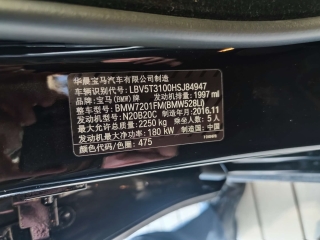 华晨宝马汽车有限公司制造
车辆识别代号:LBV5T3100HSJ84947
品牌:宝马(BMW)牌 发动机排量:1997 ml
整车型号:BMW7201FM(BMW528Li)
发动机型号:N20B20C 制造年月:2016.11
最大允许总质量:2250 kg 乘坐人数:5 人
发动机最大净功率:180 kW 制造国:中国
颜色代码/色圈:475